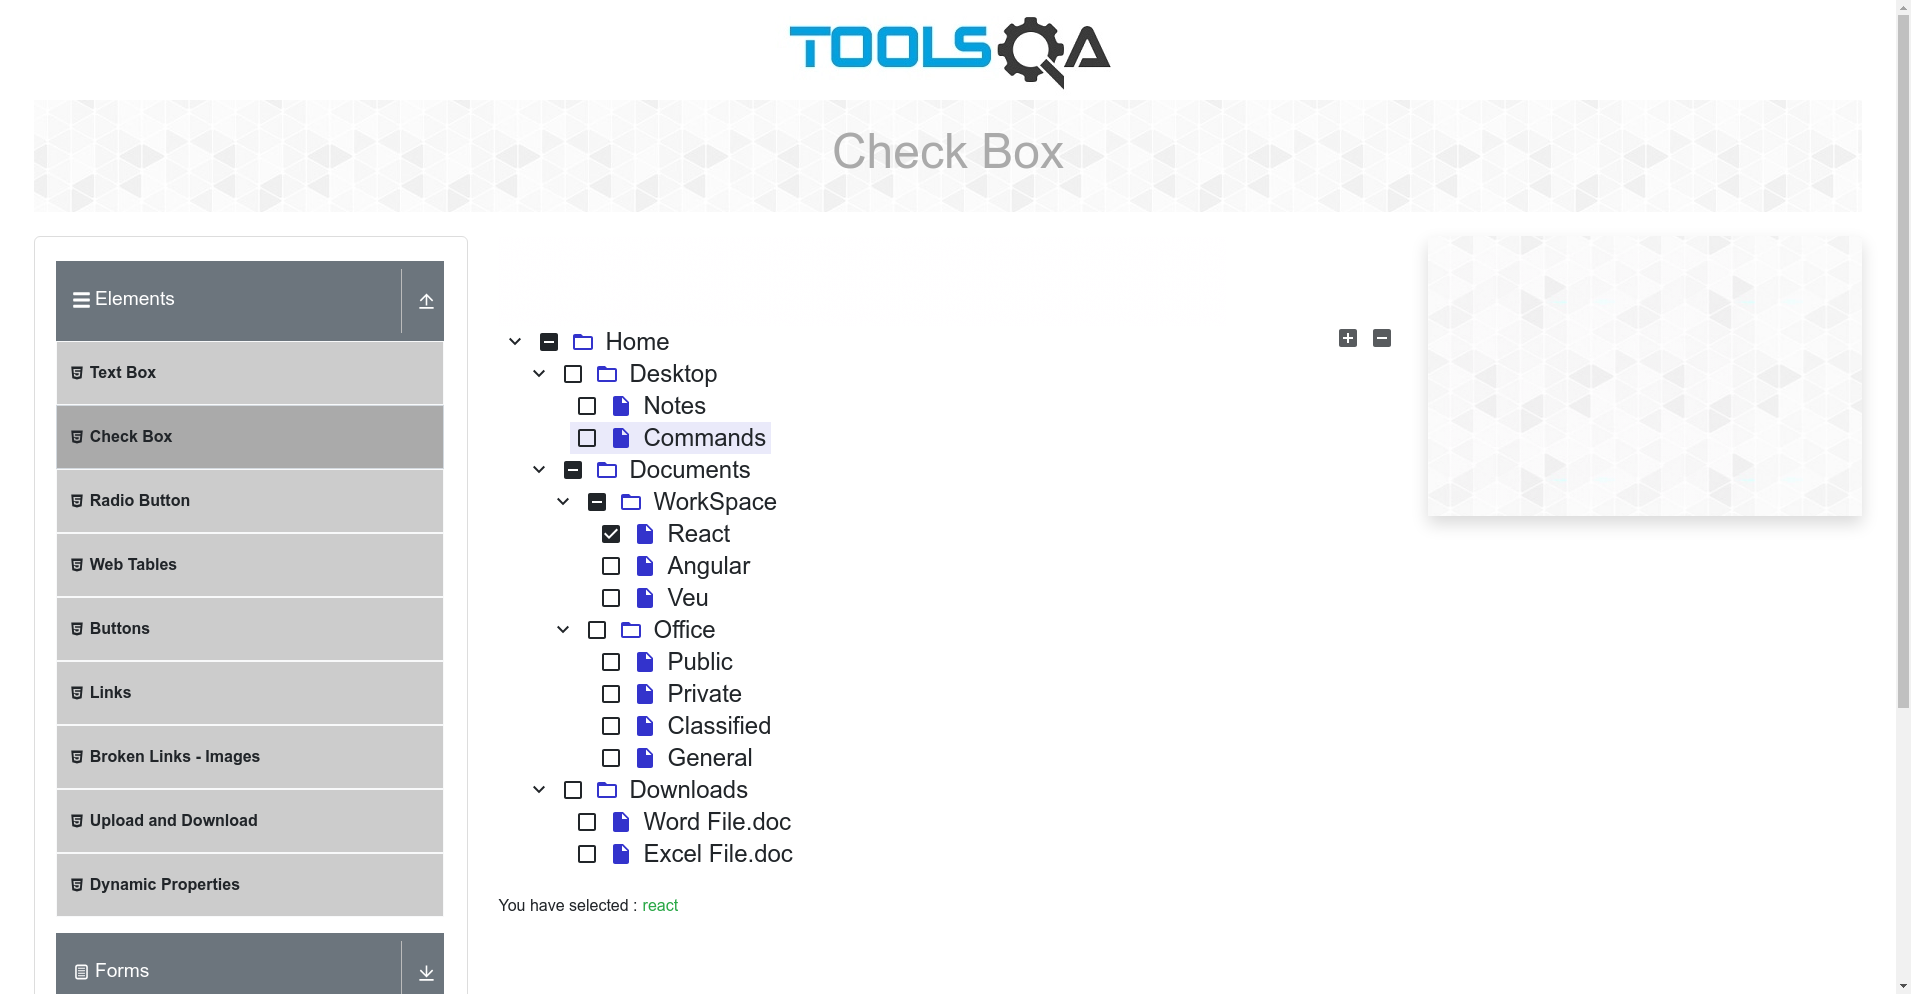 TOOLSQA
Check Box
Elements
Text Box
Check Box
Radio Button
Web Tables
Buttons
Links
Broken Links - Images
Upload and Download
Dynamic Properties
Forms
Home
Desktop
Notes
Commands
Documents
WorkSpace
React
Angular
Veu
Office
Public
Private
Classified
General
Downloads
Word File.doc
Excel File.doc
You have selected : react